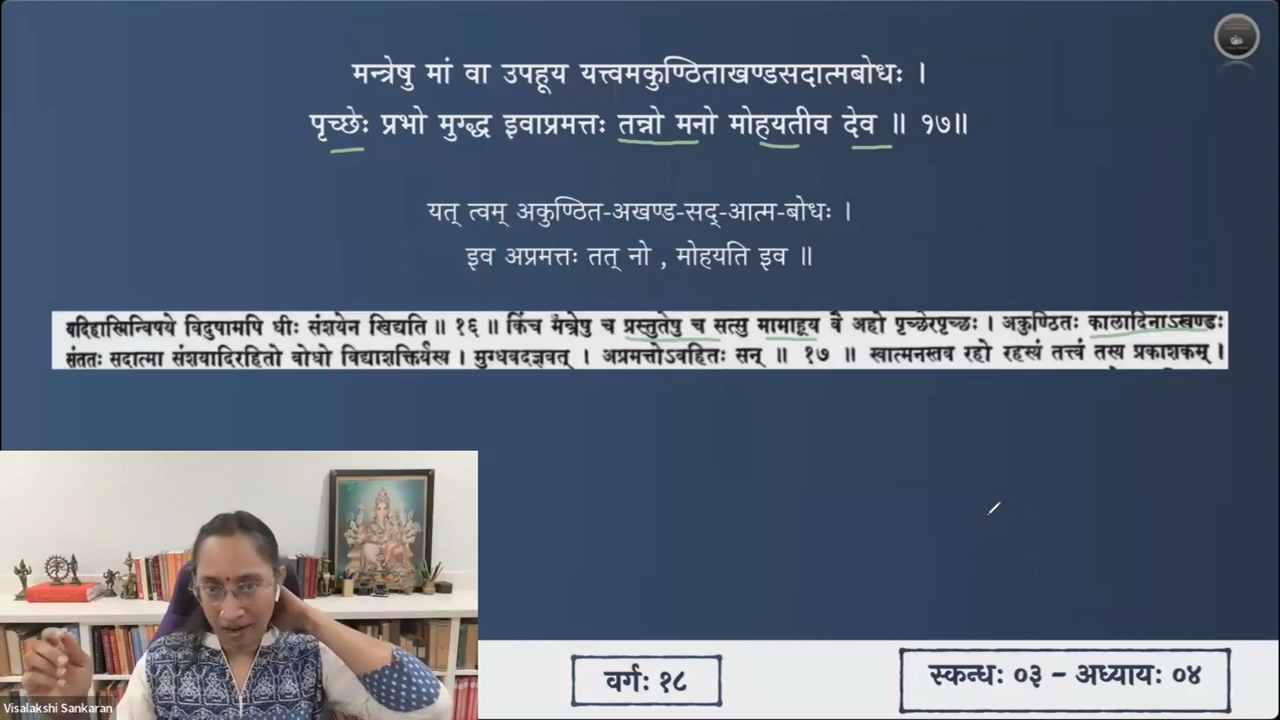 मन्त्रेषु मां वा उपहूय यत्त्वमकुण्ठिताखण्डसदात्मबोधः ।
पृच्छेः प्रभो मुग्द्ध इवाप्रमत्तः तन्नो मनो मोहयतीव देव ॥ १७॥
यत् त्वम् अकुण्ठित-अखण्ड-सद्-आत्म-बोधः ।
इव अप्रमत्तः तत् नो , मोहयति इव ॥
यदिहास्मिन्विषये विदुषामपि धीः संशयेन खिद्यति ॥ १६ ॥ किंच मन्त्रेषु च प्रस्तुतेषु च सत्सु मामाहूय वै अहो पृच्छेरपृच्छः । अकुण्ठितः कालादिनाऽखण्डः
संततः सदात्मा संशयादिरहितो बोधो विद्याशक्तिर्यस्य । मुग्धवदज्ञवत् । अप्रमत्तोऽवहितः सन् ॥ १७ ॥ स्वात्मनस्तव रहो रहस्यं तत्त्वं तस्य प्रकाशकम् ।
Visalakshi Sankaran
वर्गः १८
स्कन्धः ०३ – अध्यायः ०४